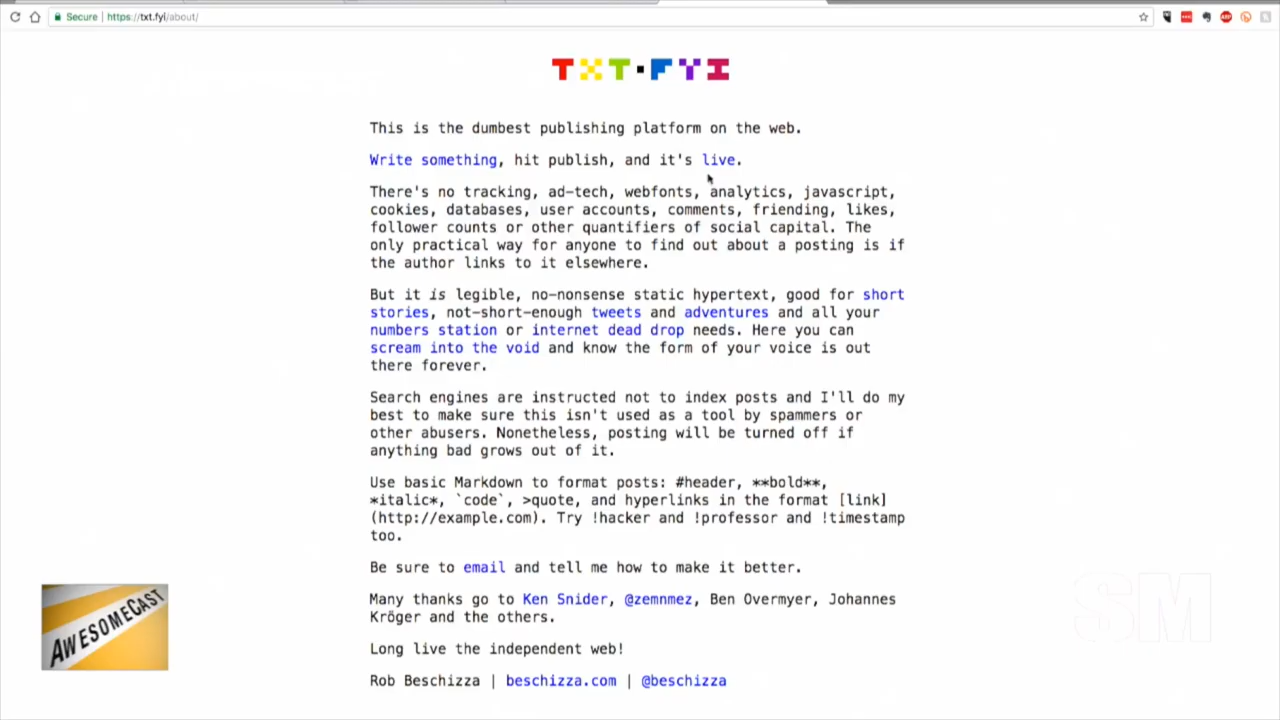 Secure | https://txt.fyi/about/
TXT•FYI
This is the dumbest publishing platform on the web.
Write something, hit publish, and it's live.
There's no tracking, ad-tech, webfonts, analytics, javascript,
cookies, databases, user accounts, comments, friending, likes,
follower counts or other quantifiers of social capital. The
only practical way for anyone to find out about a posting is if
the author links to it elsewhere.
But it is legible, no-nonsense static hypertext, good for short
stories, not-short-enough tweets and adventures and all your
numbers station or internet dead drop needs. Here you can
scream into the void and know the form of your voice is out
there forever.
Search engines are instructed not to index posts and I'll do my
best to make sure this isn't used as a tool by spammers or
other abusers. Nonetheless, posting will be turned off if
anything bad grows out of it.
Use basic Markdown to format posts: #header, **bold**,
*italic*, `code`, >quote, and hyperlinks in the format [link]
(http://example.com). Try !hacker and !professor and !timestamp
too.
Be sure to email and tell me how to make it better.
Many thanks go to Ken Snider, @zemnmez, Ben Overmyer, Johannes
Kröger and the others.
Long live the independent web!
Rob Beschizza | beschizza.com | @beschizza
AWESOMECAST
SM